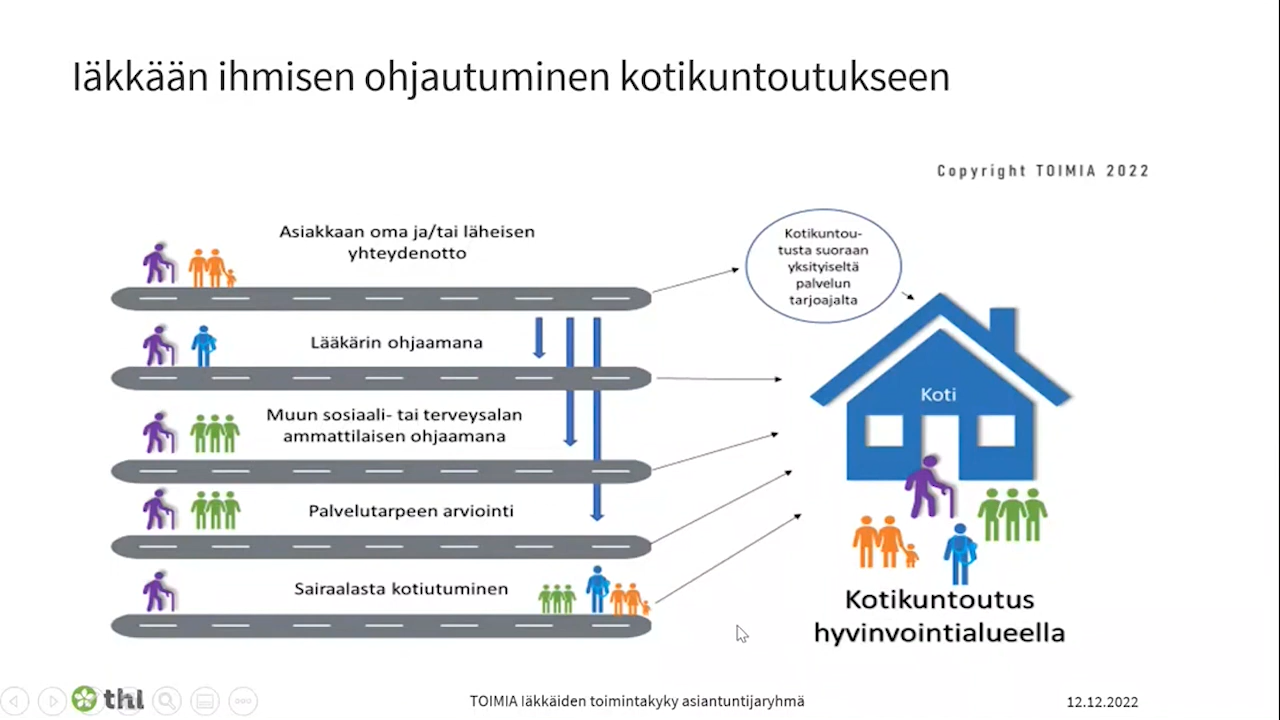 Iäkkään ihmisen ohjautuminen kotikuntoutukseen
Copyright TOIMIA 2022
Asiakkaan oma ja/tai läheisen
yhteydenotto
Kotikuntou-
tusta suoraan
yksityiseltä
palvelun
tarjoajalta
Lääkärin ohjaamana
Muun sosiaali- tai terveysalan
ammattilaisen ohjaamana
Palvelutarpeen arviointi
Sairaalasta kotiutuminen
Koti
Kotikuntoutus
hyvinvointialueella
thl
TOIMIA Iäkkäiden toimintakyky asiantuntijaryhmä
12.12.2022